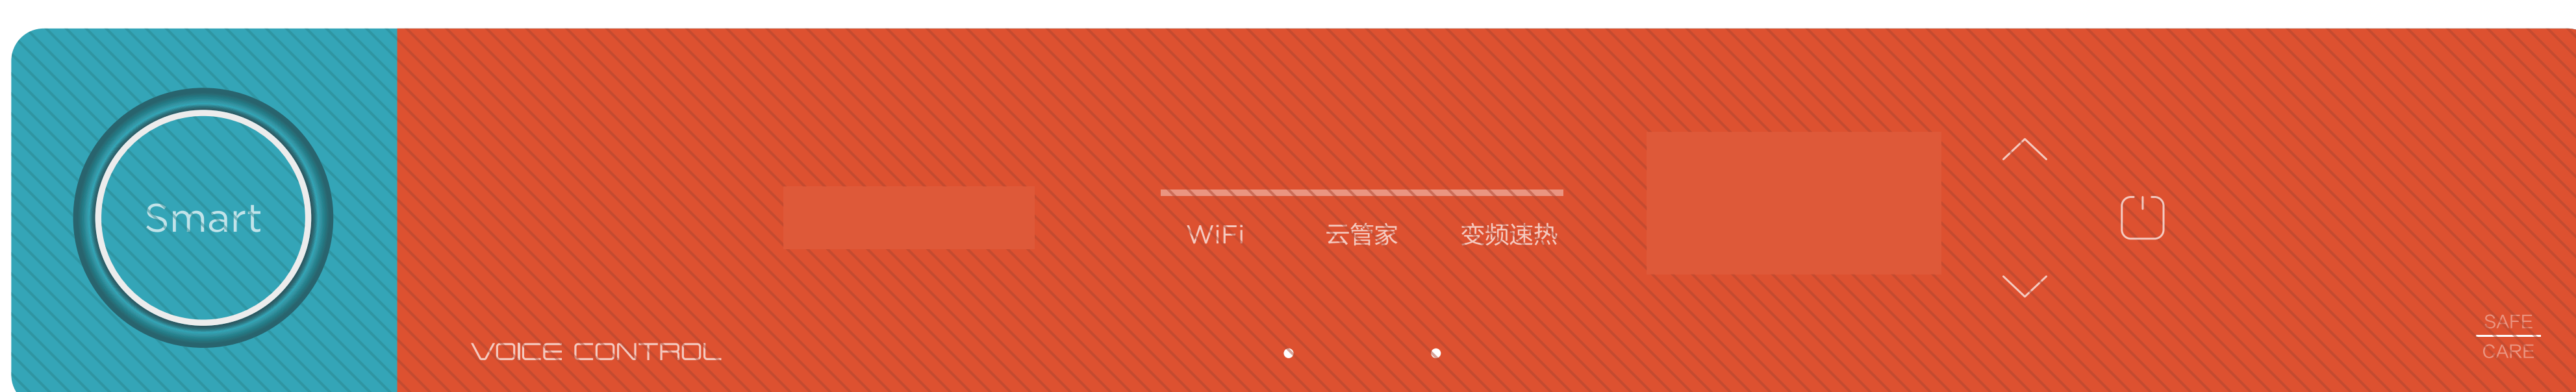 Smart
WiFi 云管家 变频速热
VOICE CONTROL
SAFE
CARE